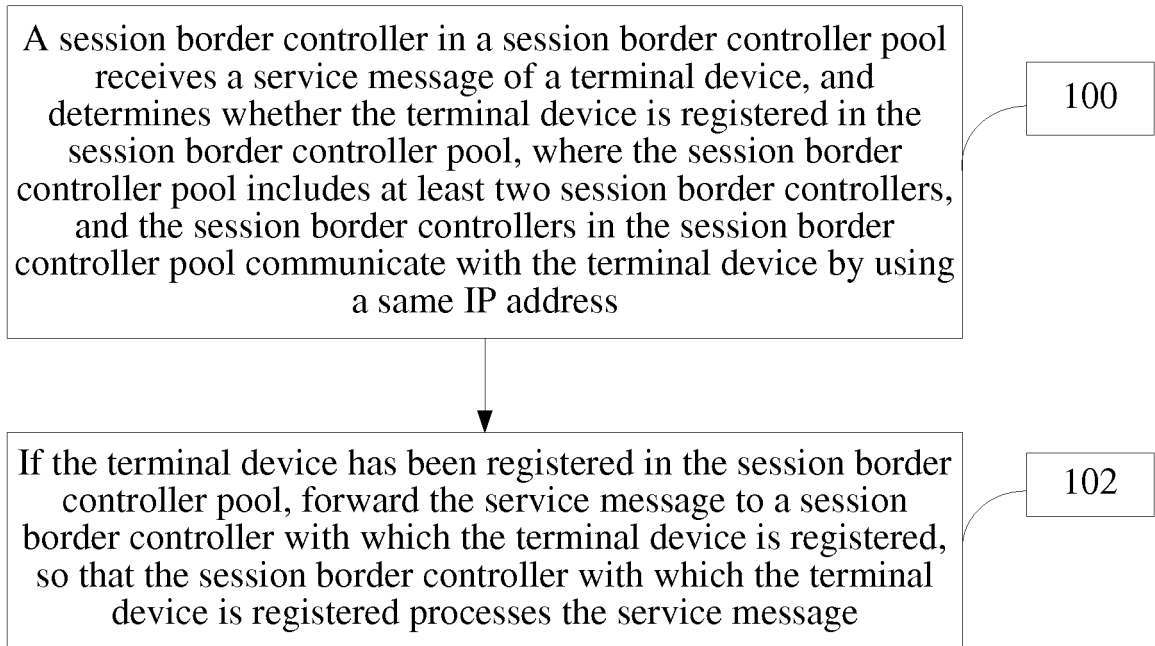 A session border controller in a session border controller pool
receives a service message of a terminal device, and
determines whether the terminal device is registered in the
session border controller pool, where the session border
controller pool includes at least two session border controllers,
and the session border controllers in the session border
controller pool communicate with the terminal device by using
a same IP address
100
If the terminal device has been registered in the session border
controller pool, forward the service message to a session
border controller with which the terminal device is registered,
so that the session border controller with which the terminal
device is registered processes the service message
102